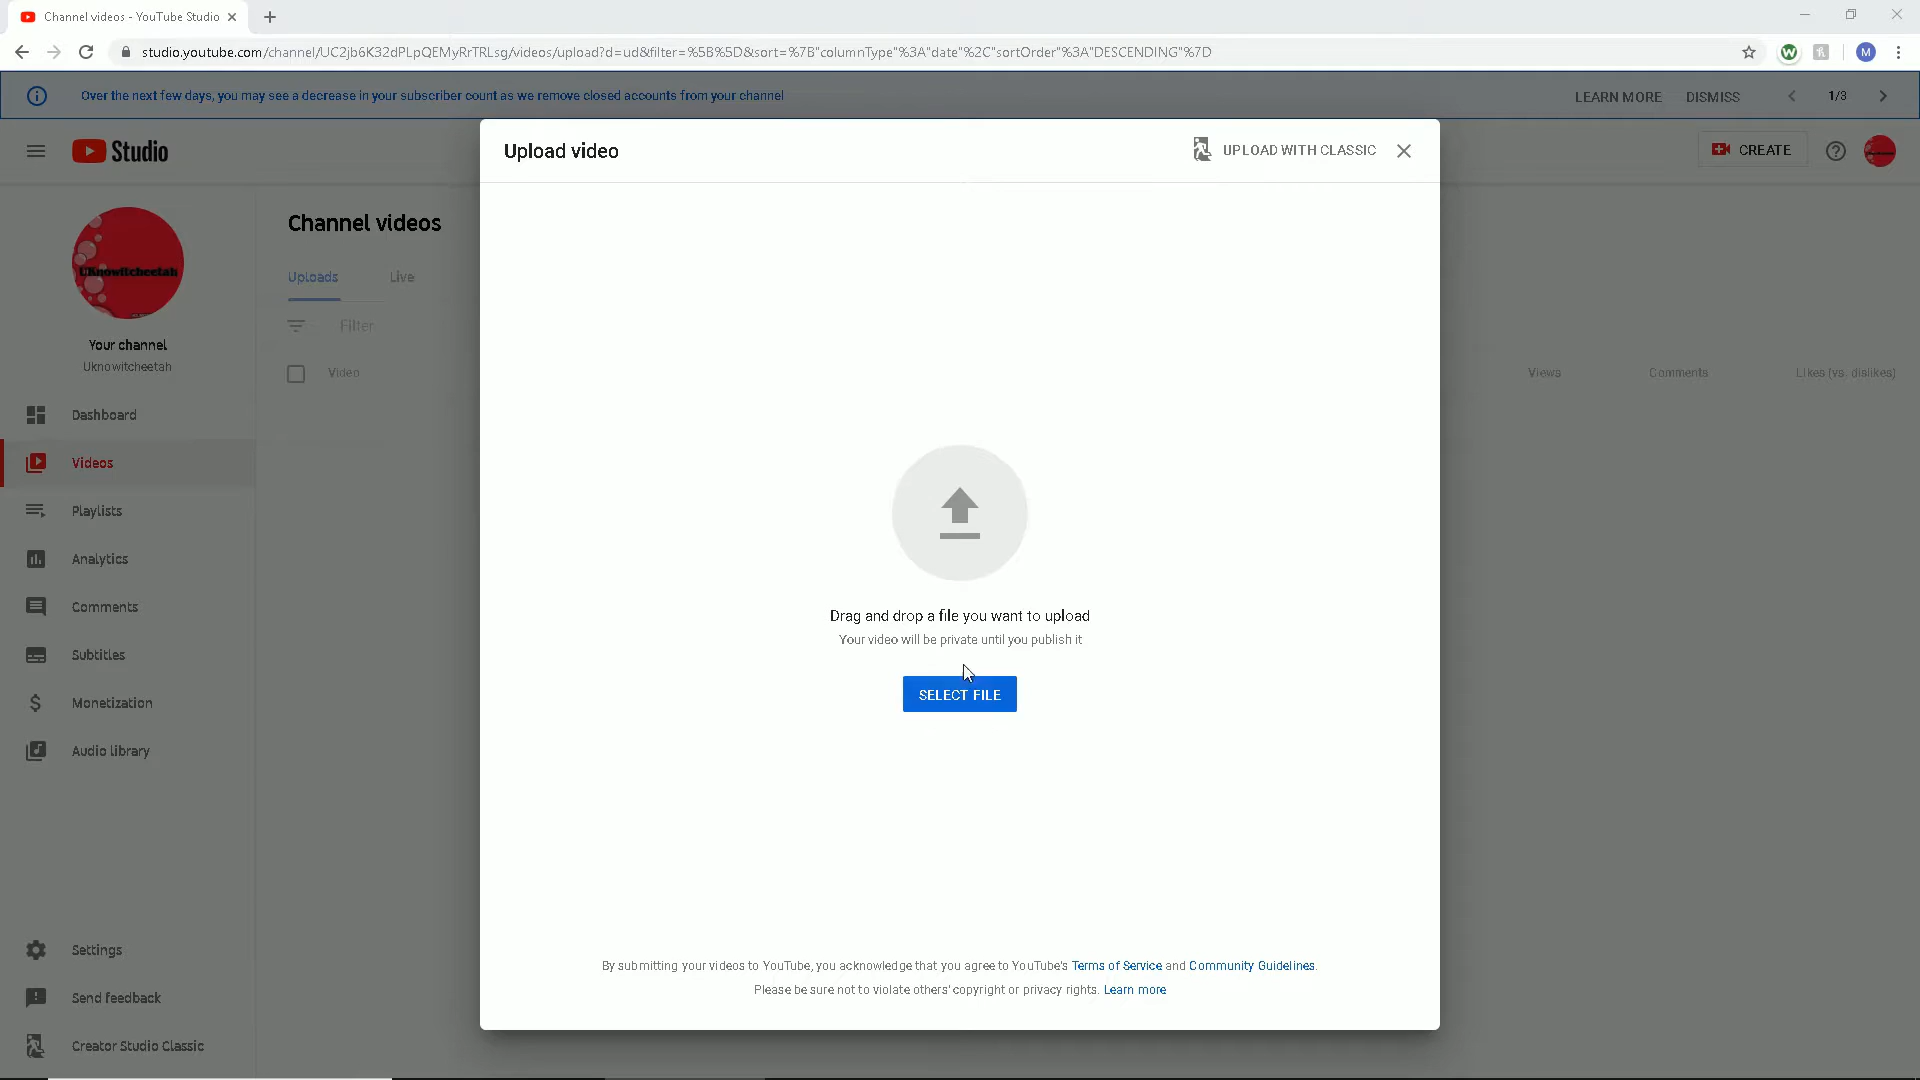 Channel videos - YouTube Studio
studio.youtube.com/channel/UC2jb6K32dPLpQEMyRrTRLsg/videos/upload?d=ud&filter=%5B%5D&sort=%7B"columnType"%3A"date"%2C"sortOrder"%3A"DESCENDING"%7D
W
M
Over the next few days, you may see a decrease in your subscriber count as we remove closed accounts from your channel
LEARN MORE DISMISS 1/3
Studio
Upload video
UPLOAD WITH CLASSIC
CREATE
UKnowitcheetah
Your channel
Uknowitcheetah
Dashboard
Videos
Playlists
Analytics
Comments
Subtitles
Monetization
Audio library
Settings
Send feedback
Creator Studio Classic
Channel videos
Uploads Live
Filter
Video Views Comments Likes (vs. dislikes)
Drag and drop a file you want to upload
Your video will be private until you publish it
SELECT FILE
By submitting your videos to YouTube, you acknowledge that you agree to YouTube's Terms of Service and Community Guidelines.
Please be sure not to violate others' copyright or privacy rights. Learn more